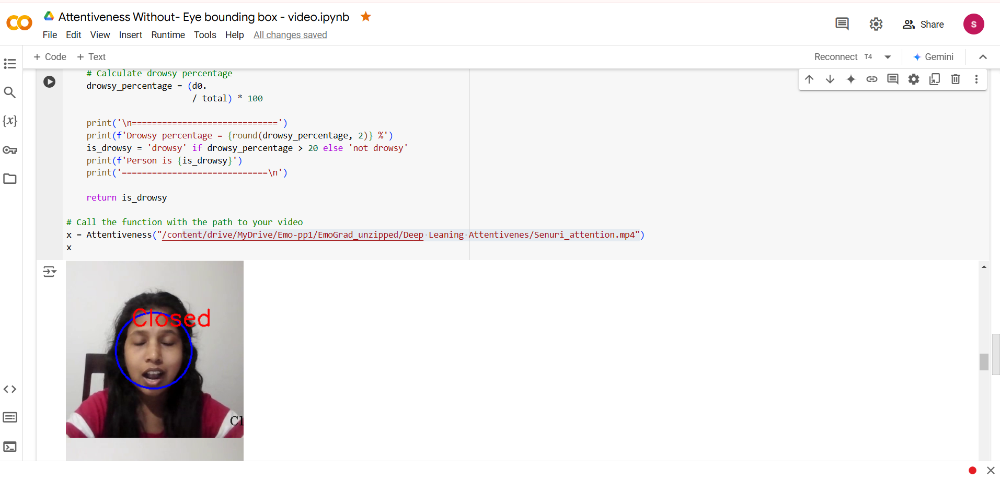 Attentiveness Without- Eye bounding box - video.ipynb
File Edit View Insert Runtime Tools Help All changes saved
Share
S
+ Code + Text
Reconnect T4
Gemini
# Calculate drowsy percentage
drowsy_percentage = (d0.
/ total) * 100
print('\n=============================')
print(f'Drowsy percentage = {round(drowsy_percentage, 2)} %')
is_drowsy = 'drowsy' if drowsy_percentage > 20 else 'not drowsy'
print(f'Person is {is_drowsy}')
print('=============================\n')
return is_drowsy
# Call the function with the path to your video
x = Attentiveness("/content/drive/MyDrive/Emo-pp1/EmoGrad_unzipped/Deep Leaning Attentivenes/Senuri_attention.mp4")
x
{x}
Closed
Cl